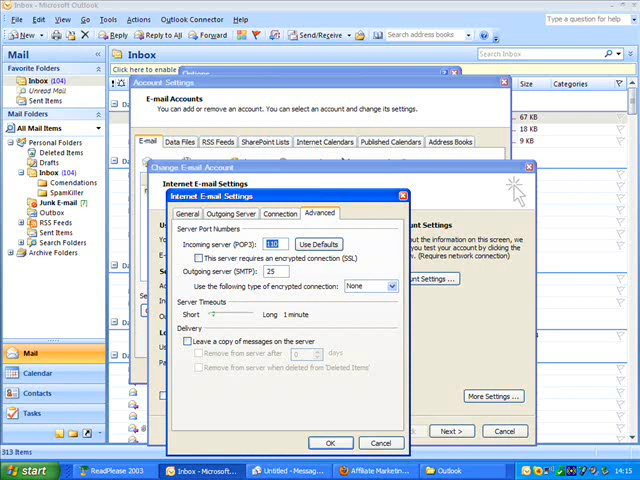 Inbox - Microsoft Outlook
File Edit View Go Tools Actions Outlook Connector Help
Type a question for help
New Reply Reply to All Forward Send/Receive Search address books
Mail
Inbox
Search Inbox
Favorite Folders
Click here to enable
Options
Inbox (104)
Unread Mail
Sent Items
Mail Folders
All Mail Items
Personal Folders
Deleted Items
Drafts
Inbox (104)
Comendations
SpamKiller
Junk E-mail [7]
Outbox
RSS Feeds
Sent Items
Search Folders
Archive Folders
Mail
Calendar
Contacts
Tasks
Size Categories
67 KB
18 KB
9 KB
Account Settings
E-mail Accounts
You can add or remove an account. You can select an account and change its settings.
E-mail Data Files RSS Feeds SharePoint Lists Internet Calendars Published Calendars Address Books
Change E-mail Account
Internet E-mail Settings
Internet E-mail Settings
General Outgoing Server Connection Advanced
Server Port Numbers
Incoming server (POP3): 110 Use Defaults
This server requires an encrypted connection (SSL)
Outgoing server (SMTP): 25
Use the following type of encrypted connection: None
Server Timeouts
Short Long 1 minute
Delivery
Leave a copy of messages on the server
Remove from server after 0 days
Remove from server when deleted from 'Deleted Items'
OK Cancel
ount Settings
out the information on this screen, we
you test your account by clicking the
w. (Requires network connection)
ount Settings ...
More Settings ...
Next > Cancel
313 Items
start ReadPlease 2003 Inbox - Microsoft... Untitled - Messag... Affiliate Marketin... Outlook 14:15